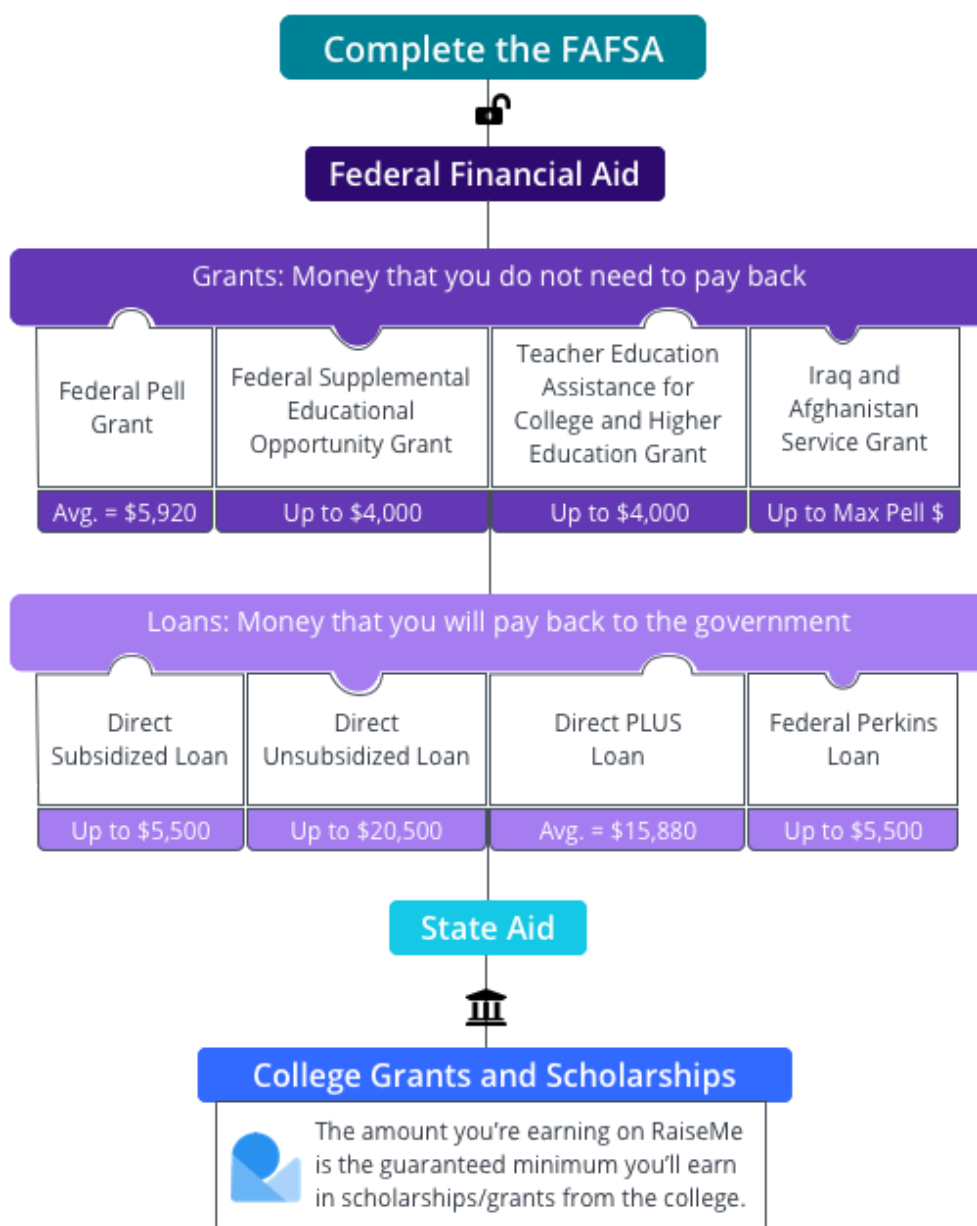 Complete the FAFSA
Federal Financial Aid
Grants: Money that you do not need to pay back
Federal Pell
Grant
Avg. = $5,920
Federal Supplemental
Educational
Opportunity Grant
Up to $4,000
Teacher Education
Assistance for
College and Higher
Education Grant
Up to $4,000
Iraq and
Afghanistan
Service Grant
Up to Max Pell $
Loans: Money that you will pay back to the government
Direct
Subsidized Loan
Up to $5,500
Direct
Unsubsidized Loan
Up to $20,500
Direct PLUS
Loan
Avg. = $15,880
Federal Perkins
Loan
Up to $5,500
State Aid
College Grants and Scholarships
The amount you’re earning on RaiseMe
is the guaranteed minimum you’ll earn
in scholarships/grants from the college.